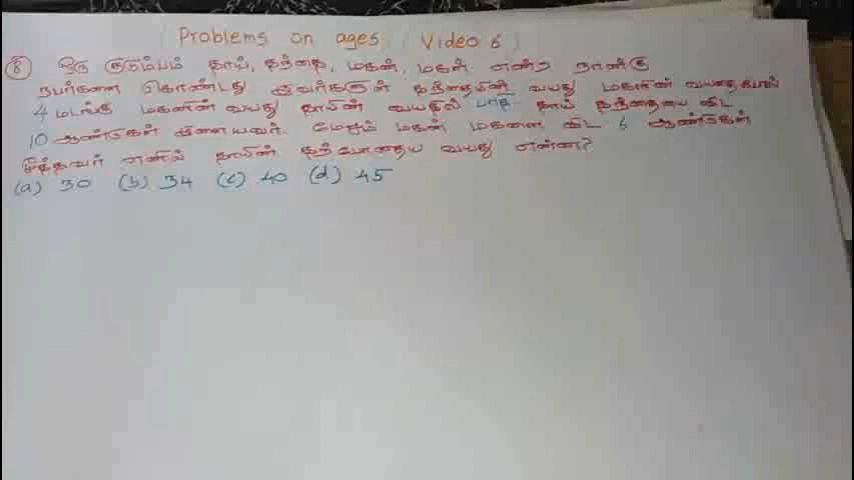 Problems on ages ( Video 6 )
8 ஒரு குடும்பம் தாய், தந்தை, மகன், மகள் என்ற நான்கு
நபர்களை கொண்டது இவர்களுள் தந்தையின் வயது மகளின் வயதைபோல்
4 மடங்கு மகனின் வயது தாயின் வயதில் பாதி தாய் தந்தையை விட
10 ஆண்டுகள் இளையவர். மேலும் மகன் மகளை விட 6 ஆண்டுகள்
மூத்தவர் எனில் தாயின் தற்போதைய வயது என்ன?
(a) 30 (b) 34 (c) 40 (d) 45